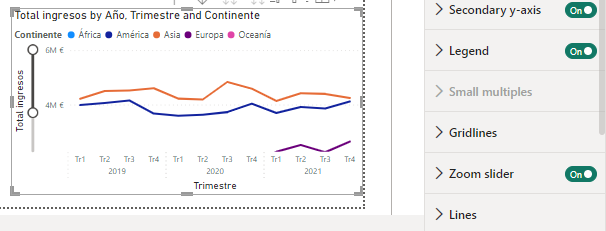 Total ingresos by Año, Trimestre and Continente
Continente África América Asia Europa Oceanía
6M €
4M €
Total ingresos
Tr1 Tr2 Tr3 Tr4 Tr1 Tr2 Tr3 Tr4 Tr1 Tr2 Tr3 Tr4
2019 2020 2021
Trimestre
Secondary y-axis On
Legend On
Small multiples
Gridlines
Zoom slider On
Lines